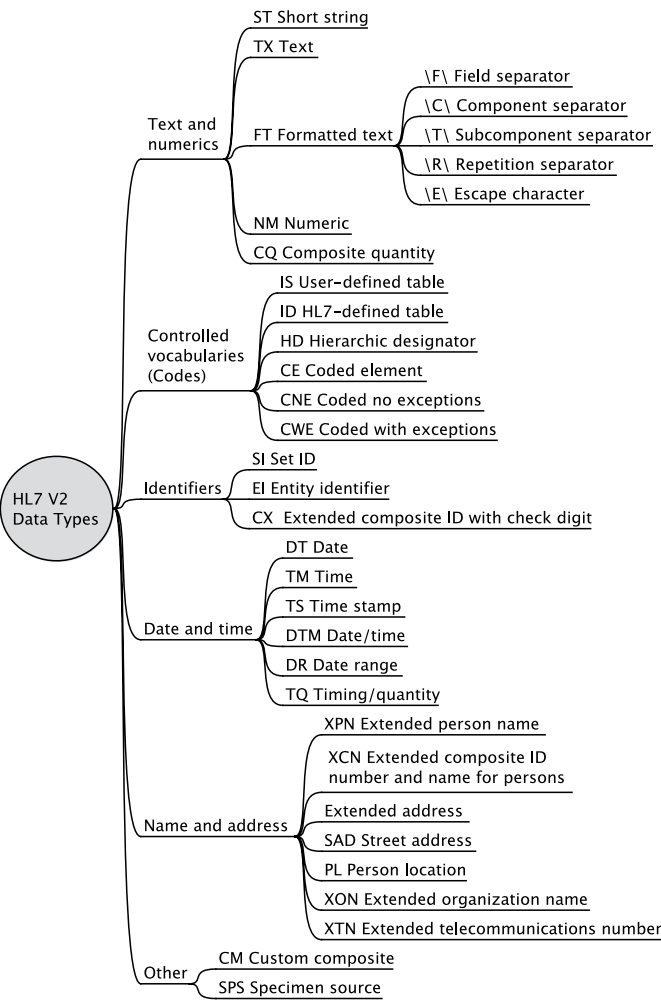 ST Short string
TX Text
\F\ Field separator
\C\ Component separator
Text and
numerics
FT Formatted text
\T\ Subcomponent separator
\R\ Repetition separator
\E\ Escape character
NM Numeric
CQ Composite quantity
IS User-defined table
ID HL7-defined table
Controlled
vocabularies
(Codes)
HD Hierarchic designator
CE Coded element
CNE Coded no exceptions
CWE Coded with exceptions
HL7 V2
Data Types
SI Set ID
Identifiers
EI Entity identifier
CX Extended composite ID with check digit
DT Date
TM Time
TS Time stamp
Date and time
DTM Date/time
DR Date range
TQ Timing/quantity
XPN Extended person name
XCN Extended composite ID
number and name for persons
Extended address
Name and address
SAD Street address
PL Person location
XON Extended organization name
XTN Extended telecommunications number
Other
CM Custom composite
SPS Specimen source